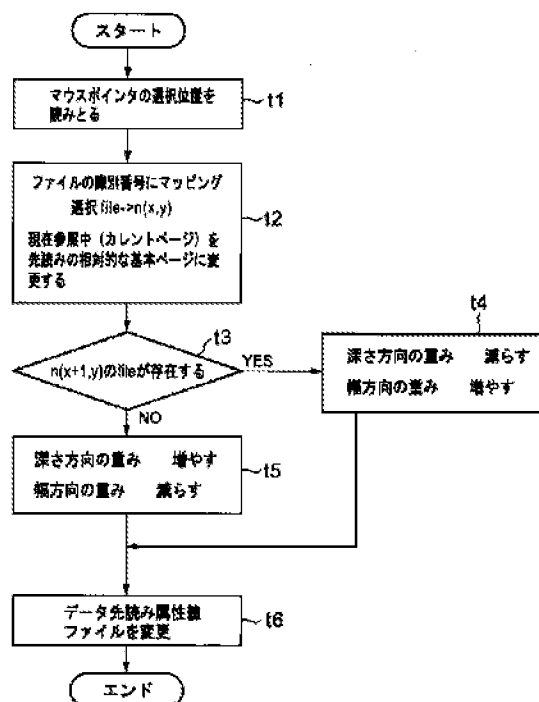 スタート
マウスポインタの選択位置を
読みとる
t1
ファイルの識別番号にマッピング
選択 file->n(x,y)
現在参照中（カレントページ）を
先読みの相対的な基本ページに変
更する
t2
t3
n(x+1,y)のfileが存在する
YES
NO
t4
深さ方向の重み 減らす
幅方向の重み 増やす
深さ方向の重み 増やす
幅方向の重み 減らす
t5
データ先読み属性値
ファイルを変更
t6
エンド